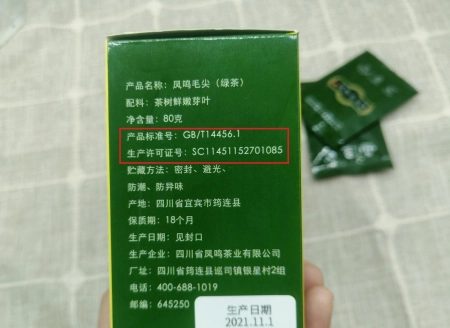 产品名称：凤鸣毛尖（绿茶）
配料：茶树鲜嫩芽叶
净含量：80克
产品标准号：GB/T14456.1
生产许可证号：SC11451152701085
贮藏方法：密封、避光、
防潮、防异味
产地：四川省宜宾市筠连县
保质期：18个月
生产日期：见封口
生产企业：四川省凤鸣茶业有限公司
厂址：四川省筠连县巡司镇银星村2组
电话：400-688-1019
邮编：645250
生产日期
2021.11.1